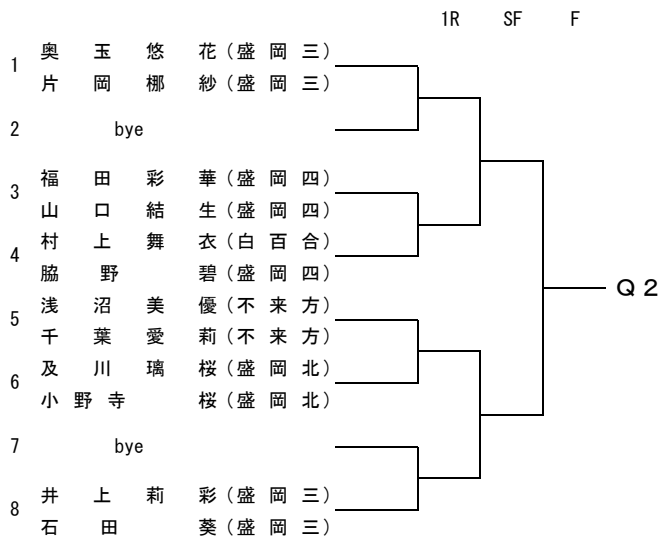 1R SF F
1 奥玉悠花(盛岡三)
片岡梛紗(盛岡三)
2 bye
3 福田彩華(盛岡四)
山口結生(盛岡四)
4 村上舞衣(白百合)
脇野碧(盛岡四)
5 浅沼美優(不来方)
千葉愛莉(不来方)
6 及川璃桜(盛岡北)
小野寺桜(盛岡北)
7 bye
8 井上莉彩(盛岡三)
石田葵(盛岡三)
Q2